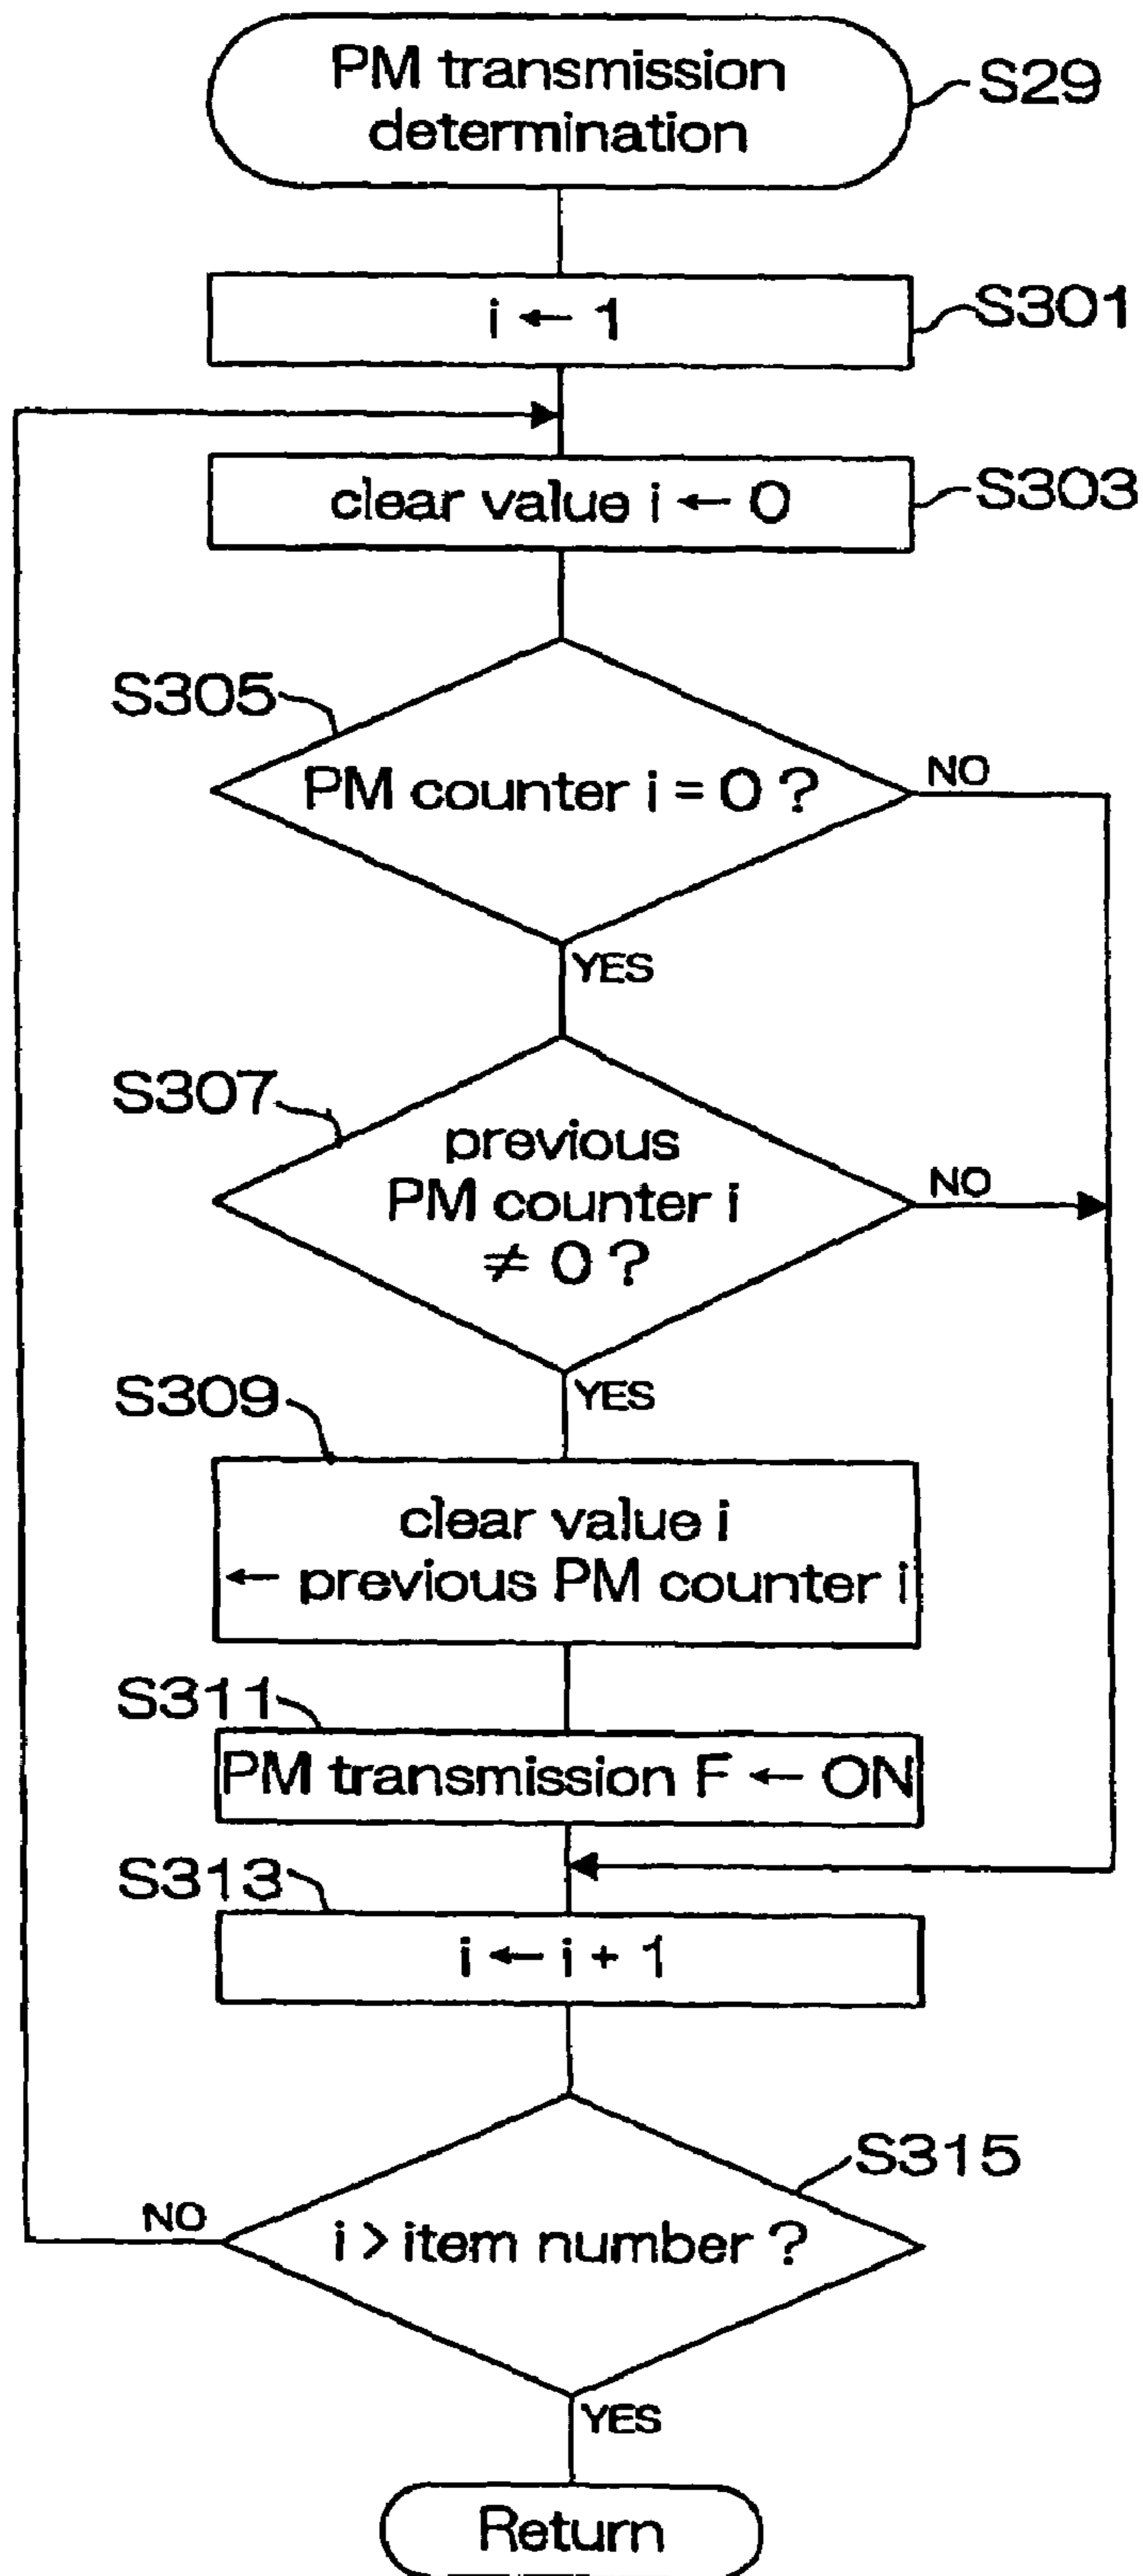 PM transmission
determination
S29
i ← 1
S301
clear value i ← 0
S303
S305
PM counter i = 0 ?
NO
YES
S307
previous
PM counter i
≠ 0 ?
NO
YES
S309
clear value i
← previous PM counter i
S311
PM transmission F ← ON
S313
i ← i + 1
S315
i > item number ?
NO
YES
Return